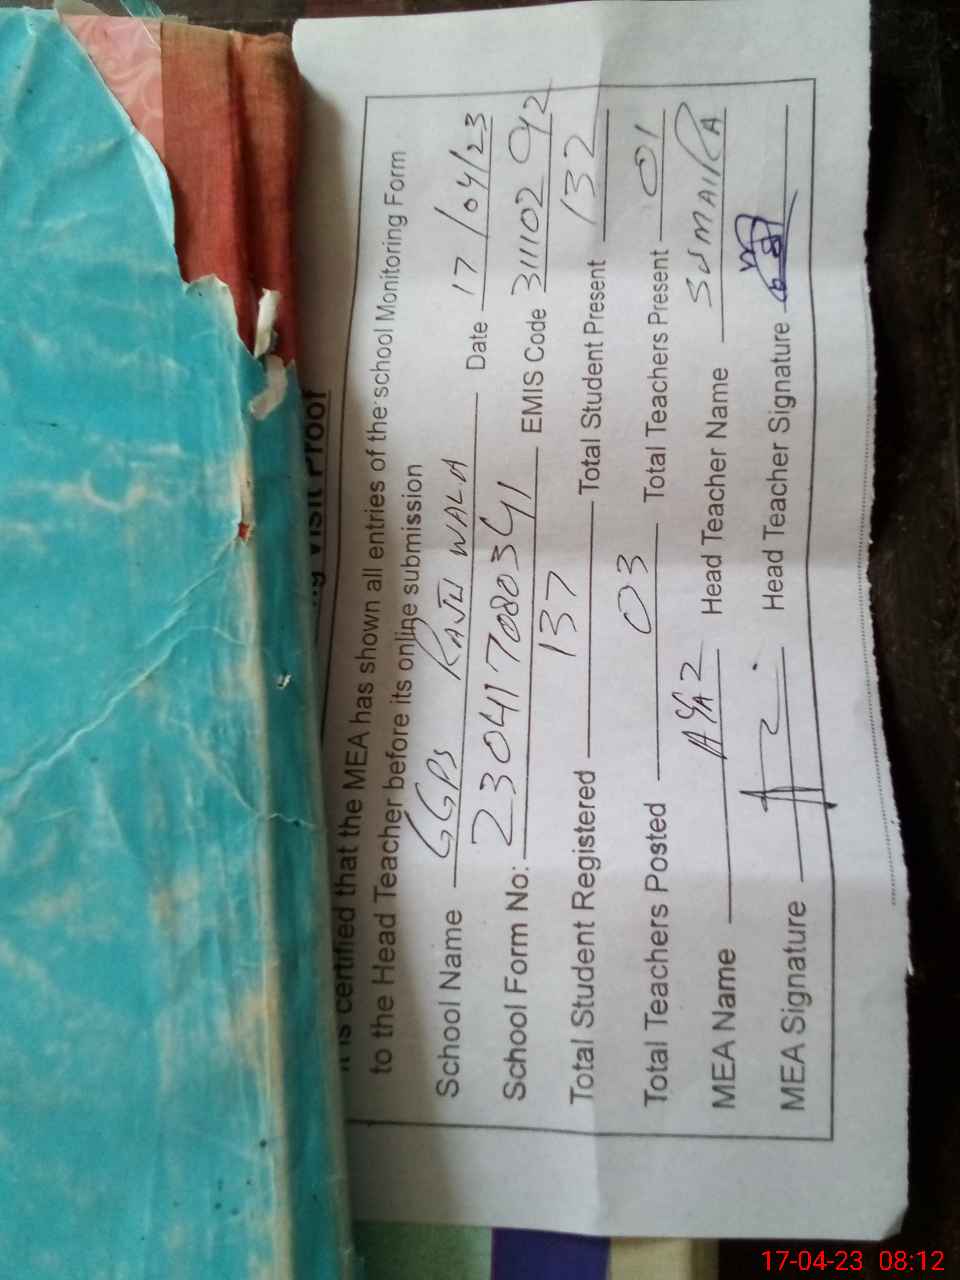 Visit Proof
It is certified that the MEA has shown all entries of the school Monitoring Form
to the Head Teacher before its online submission
School Name GGPS RAJU WALA Date 17/04/23
School Form No: 23041708034 EMIS Code 31110292
Total Student Registered 137 Total Student Present 132
Total Teachers Posted 03 Total Teachers Present 01
MEA Name AYAZ Head Teacher Name
MEA Signature Head Teacher Signature
17-04-23 08:12